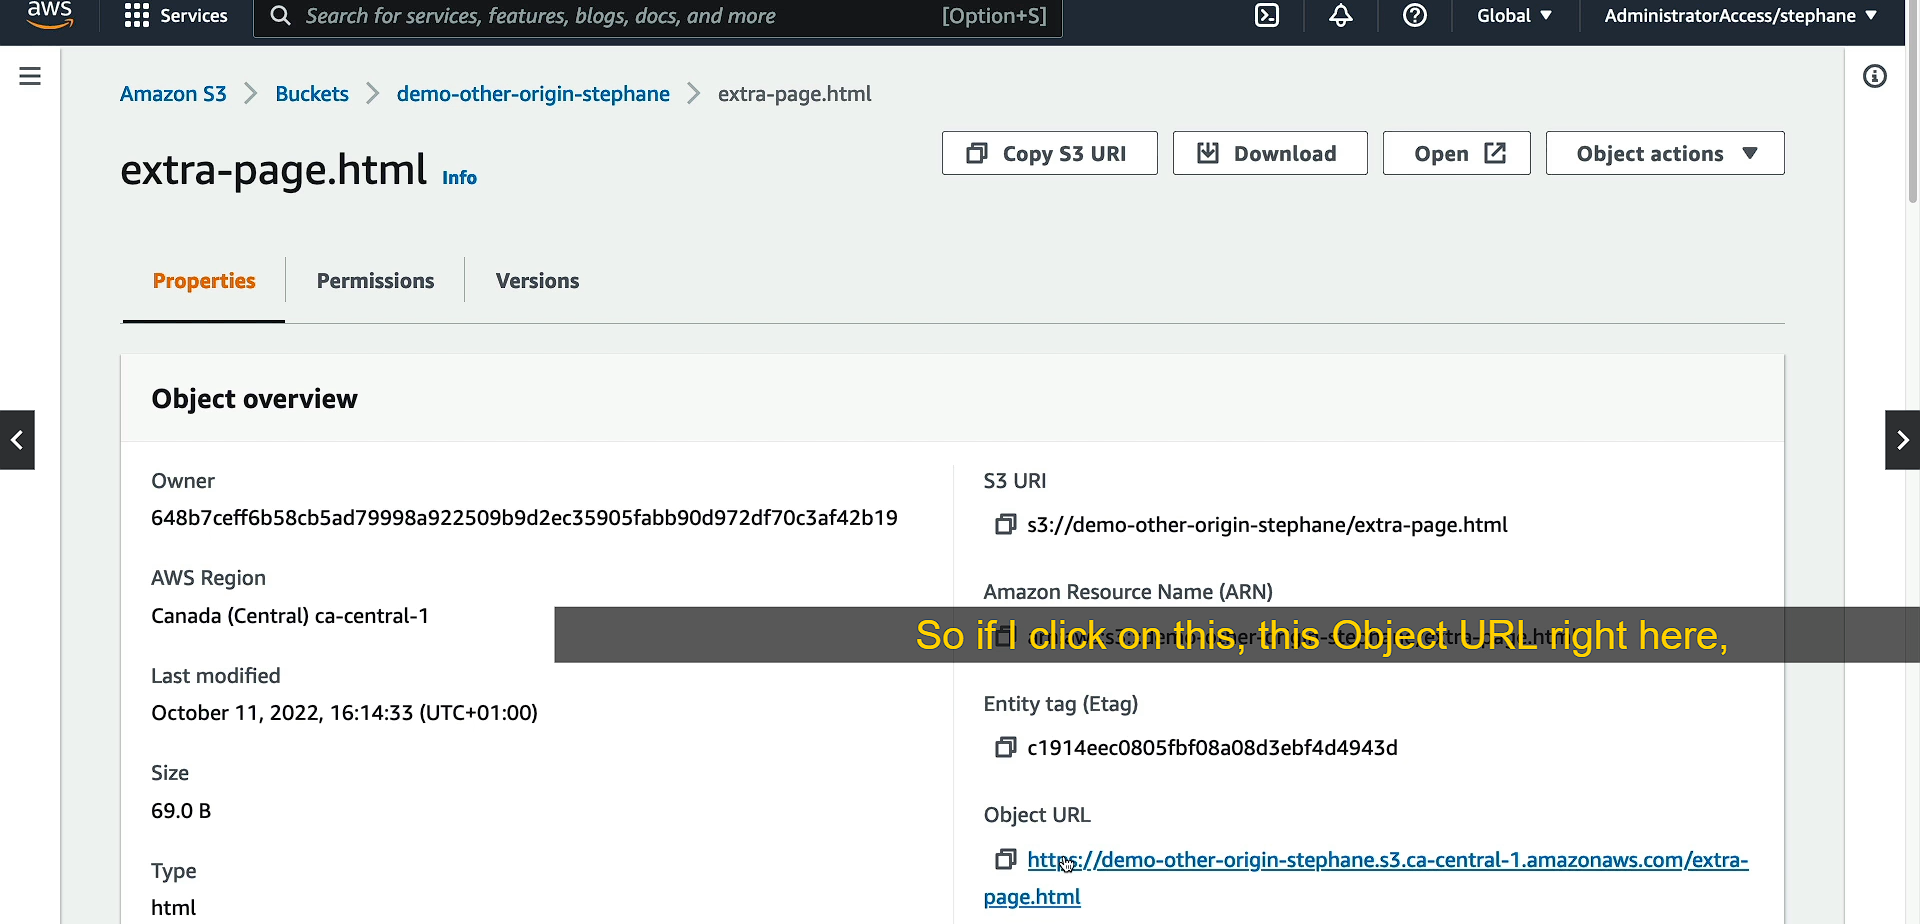 aws
Services
Search for services, features, blogs, docs, and more
[Option+S]
Global
AdministratorAccess/stephane
Amazon S3
Buckets
demo-other-origin-stephane
extra-page.html
extra-page.html
Info
Copy S3 URI
Download
Open
Object actions
Properties
Permissions
Versions
Object overview
Owner
648b7ceff6b58cb5ad79998a922509b9d2ec35905fabb90d972df70c3af42b19
AWS Region
Canada (Central) ca-central-1
Last modified
October 11, 2022, 16:14:33 (UTC+01:00)
Size
69.0 B
Type
html
S3 URI
s3://demo-other-origin-stephane/extra-page.html
Amazon Resource Name (ARN)
So if I click on this, this Object URL right here,
Entity tag (Etag)
c1914eec0805fbf08a08d3ebf4d4943d
Object URL
https://demo-other-origin-stephane.s3.ca-central-1.amazonaws.com/extra-
page.html